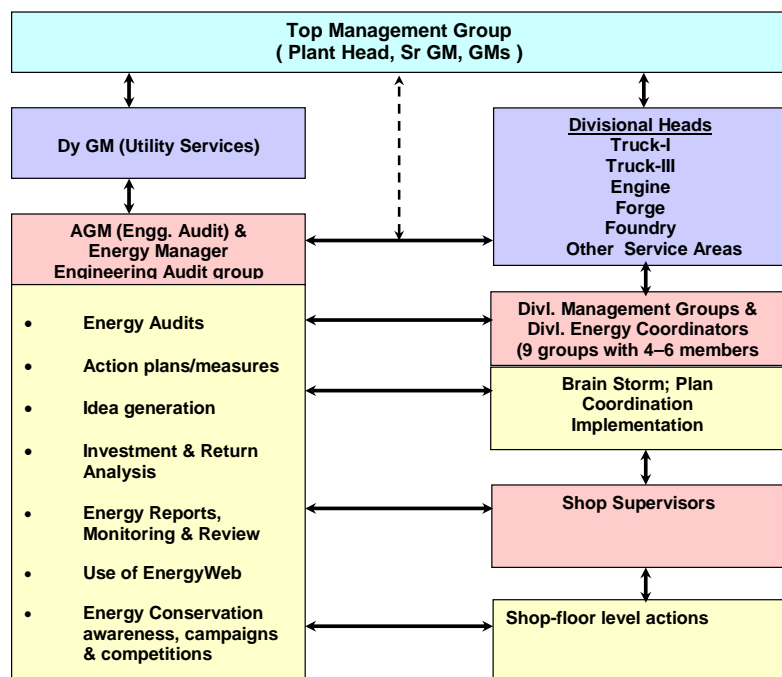 Top Management Group
( Plant Head, Sr GM, GMs )
Dy GM (Utility Services)
Divisional Heads
Truck-I
Truck-III
Engine
Forge
Foundry
Other Service Areas
AGM (Engg. Audit) &
Energy Manager
Engineering Audit group
• Energy Audits
• Action plans/measures
• Idea generation
• Investment & Return
Analysis
• Energy Reports,
Monitoring & Review
• Use of EnergyWeb
• Energy Conservation
awareness, campaigns
& competitions
Divl. Management Groups &
Divl. Energy Coordinators
(9 groups with 4–6 members
Brain Storm; Plan
Coordination
Implementation
Shop Supervisors
Shop-floor level actions